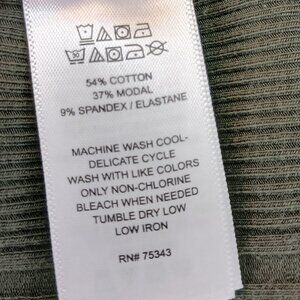 54% COTTON
37% MODAL
9% SPANDEX / ELASTANE
MACHINE WASH COOL-
DELICATE CYCLE
WASH WITH LIKE COLORS
ONLY NON-CHLORINE
BLEACH WHEN NEEDED
TUMBLE DRY LOW
LOW IRON
RN# 75343